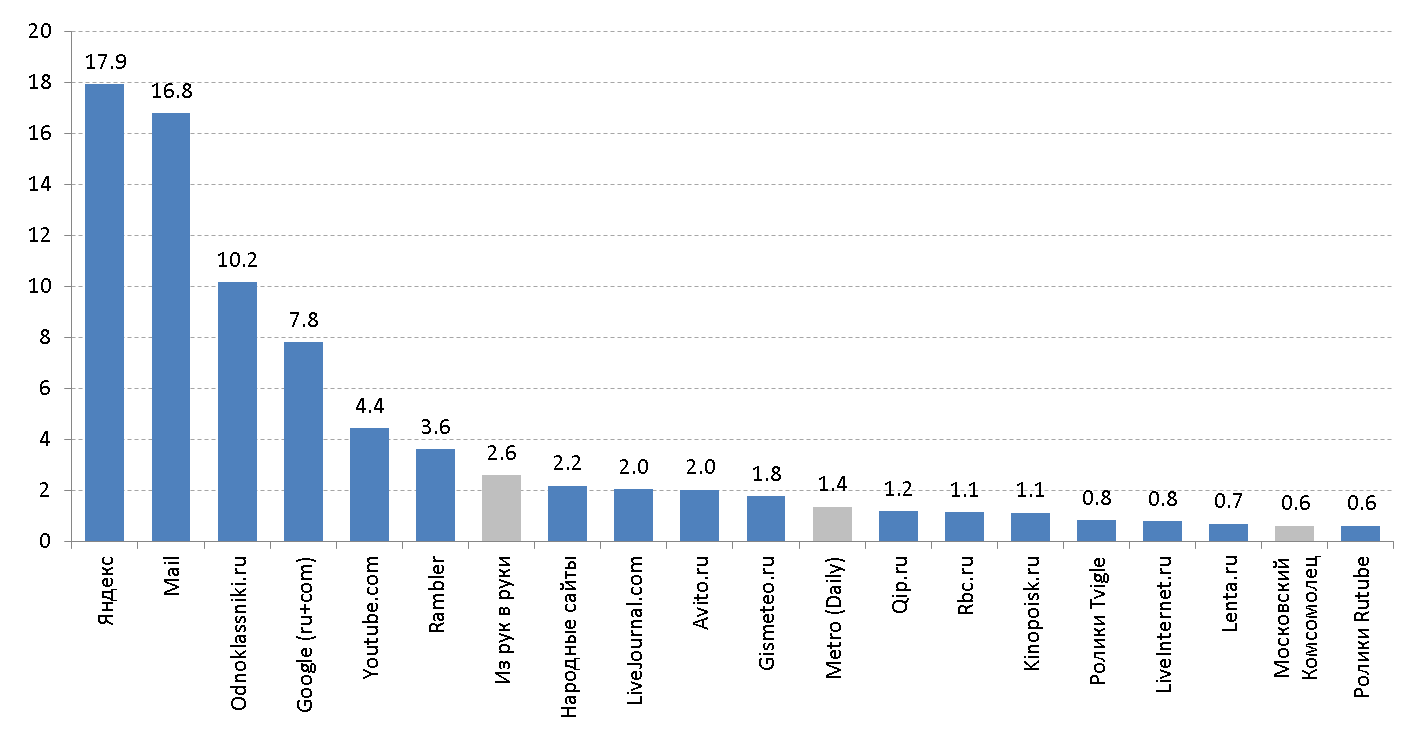 20
18
16
14
12
10
8
6
4
2
0
17.9
16.8
10.2
7.8
4.4
3.6
2.6
2.2
2.0
2.0
1.8
1.4
1.2
1.1
1.1
0.8
0.8
0.7
0.6
0.6
Яндекс
Mail
Odnoklassniki.ru
Google (ru+com)
Youtube.com
Rambler
Из рук в руки
Народные сайты
LiveJournal.com
Avito.ru
Gismeteo.ru
Metro (Daily)
Qip.ru
Rbc.ru
Kinopoisk.ru
Ролики Tvigle
LiveInternet.ru
Lenta.ru
Московский
Комсомолец
Ролики Rutube